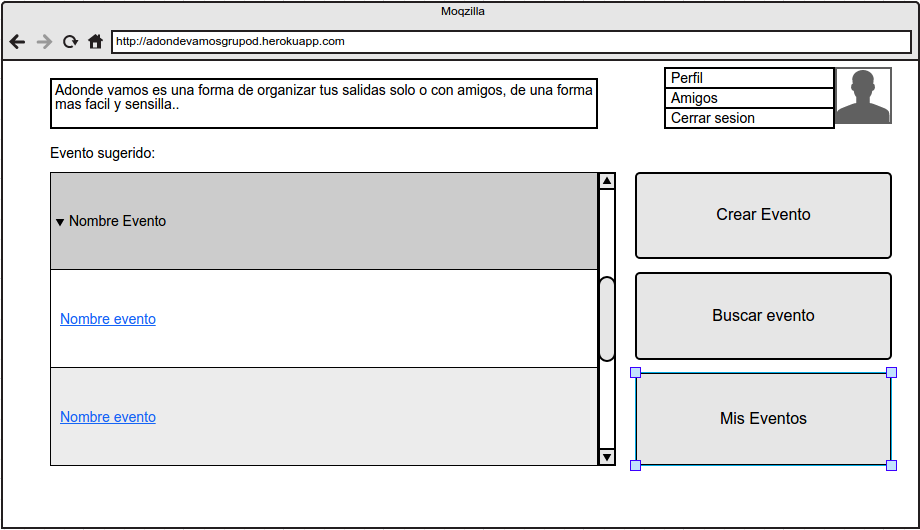 Moqzilla
http://adondevamosgrupod.herokuapp.com
Adonde vamos es una forma de organizar tus salidas solo o con amigos, de una forma
mas facil y sensilla..
Perfil
Amigos
Cerrar sesion
Evento sugerido:
Nombre Evento
Nombre evento
Nombre evento
Crear Evento
Buscar evento
Mis Eventos